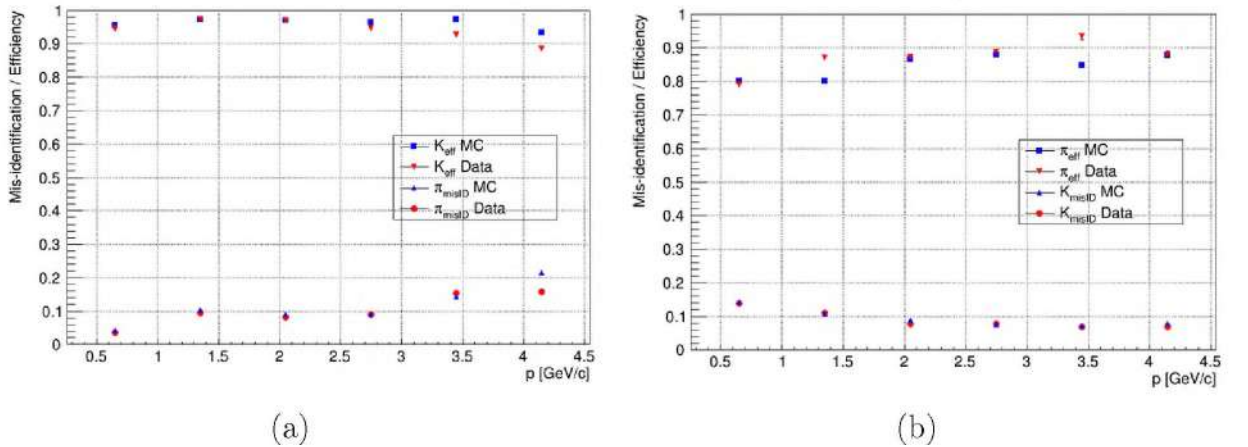 Mis-identification / Efficiency
1
0.9
0.8
0.7
0.6
0.5
0.4
0.3
0.2
0.1
0
K_eff MC
K_eff Data
π_misID MC
π_misID Data
0.5 1 1.5 2 2.5 3 3.5 4 4.5
p [GeV/c]
(a)
Mis-identification / Efficiency
1
0.9
0.8
0.7
0.6
0.5
0.4
0.3
0.2
0.1
0
π_eff MC
π_eff Data
K_misID MC
K_misID Data
0.5 1 1.5 2 2.5 3 3.5 4 4.5
p [GeV/c]
(b)